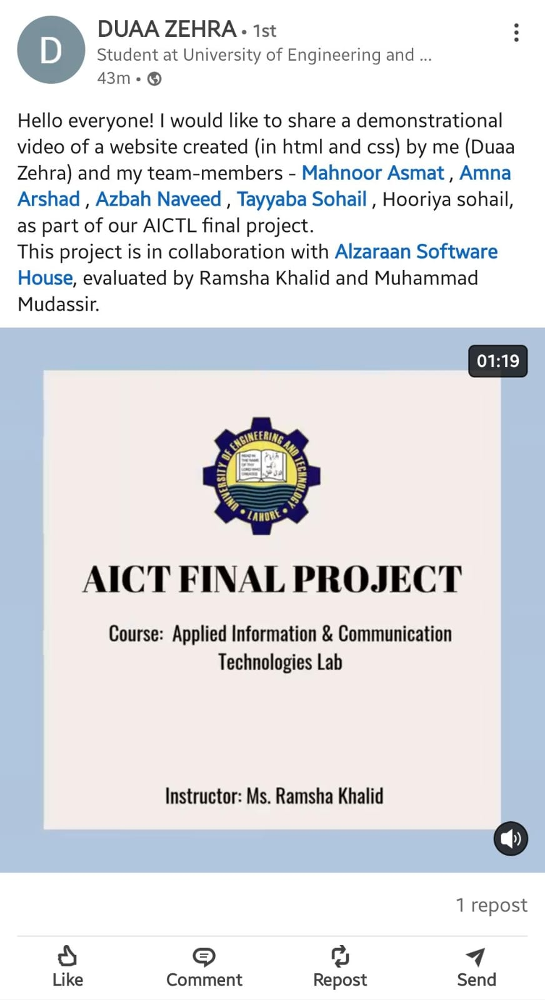 D
DUAA ZEHRA • 1st
Student at University of Engineering and ...
43m •
Hello everyone! I would like to share a demonstrational
video of a website created (in html and css) by me (Duaa
Zehra) and my team-members - Mahnoor Asmat , Amna
Arshad , Azbah Naveed , Tayyaba Sohail , Hooriya sohail,
as part of our AICTL final project.
This project is in collaboration with Alzaraan Software
House, evaluated by Ramsha Khalid and Muhammad
Mudassir.
01:19
UNIVERSITY OF ENGINEERING AND TECHNOLOGY
• LAHORE •
READ IN
THE NAME
OF THY
LORD WHO
CREATED
AICT FINAL PROJECT
Course: Applied Information & Communication
Technologies Lab
Instructor: Ms. Ramsha Khalid
1 repost
Like
Comment
Repost
Send